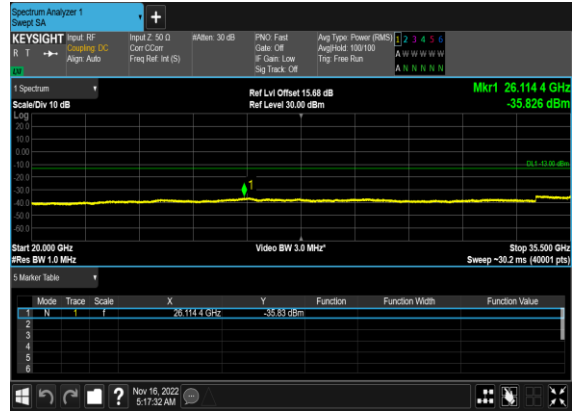 Spectrum Analyzer 1
Swept SA
+
KEYSIGHT Input: RF Input Z: 50 Ω #Atten: 30 dB PNO: Fast Avg Type: Power (RMS) 1 2 3 4 5 6
R T Coupling: DC Corr CCorr Gate: Off Avg|Hold: 100/100 A W W W W W
Align: Auto Freq Ref: Int (S) IF Gain: Low Trig: Free Run
Sig Track: Off A N N N N N
1 Spectrum Ref Lvl Offset 15.68 dB Mkr1 26.114 4 GHz
Scale/Div 10 dB Ref Level 30.00 dBm -35.826 dBm
Log
20.0
10.0
0.00
-10.0 DL1 -13.00 dBm
-20.0
-30.0 1
-40.0
-50.0
-60.0
Start 20.000 GHz Video BW 3.0 MHz* Stop 35.500 GHz
#Res BW 1.0 MHz Sweep ~30.2 ms (40001 pts)
5 Marker Table
Mode Trace Scale X Y Function Function Width Function Value
1 N 1 f 26.114 4 GHz -35.83 dBm
2
3
4
5
6
? Nov 16, 2022
5:17:32 AM